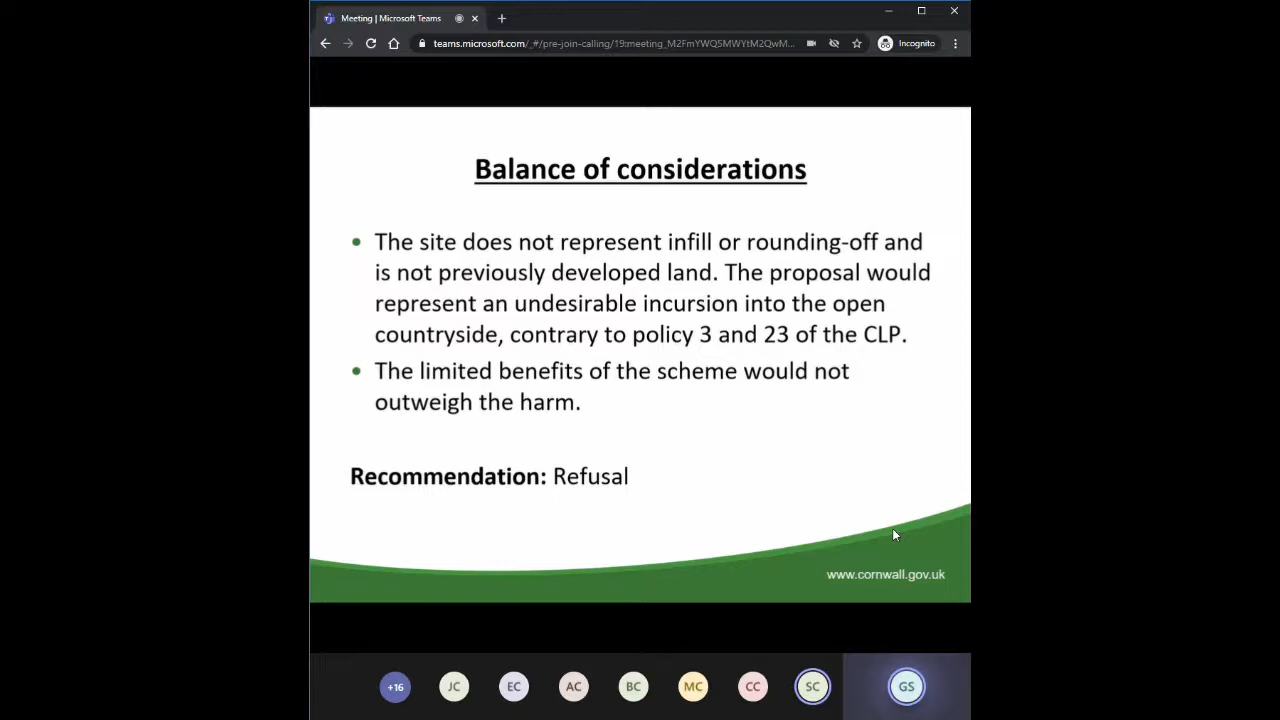 Meeting | Microsoft Teams
teams.microsoft.com/_#/pre-join-calling/19:meeting_M2FmYWQ5MWYtM2QwM...
Incognito
Balance of considerations
• The site does not represent infill or rounding-off and
is not previously developed land. The proposal would
represent an undesirable incursion into the open
countryside, contrary to policy 3 and 23 of the CLP.
• The limited benefits of the scheme would not
outweigh the harm.
Recommendation: Refusal
www.cornwall.gov.uk
+16 JC EC AC BC MC CC SC GS